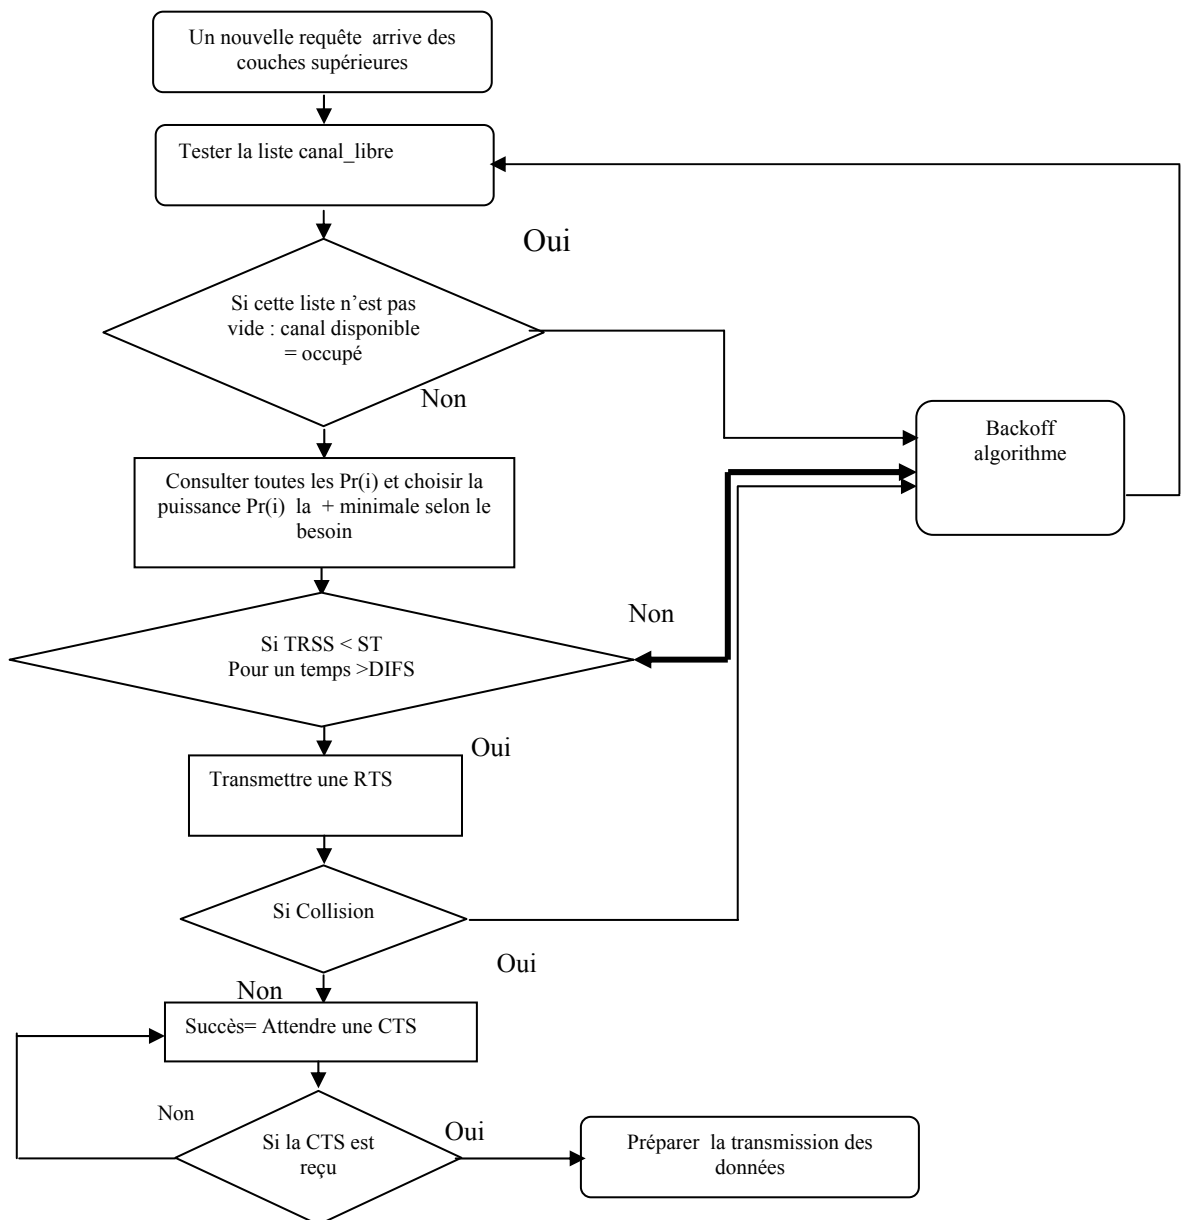 Un nouvelle requête arrive des
couches supérieures
Tester la liste canal_libre
Oui
Si cette liste n’est pas
vide : canal disponible
= occupé
Non
Backoff
algorithme
Consulter toutes les Pr(i) et choisir la
puissance Pr(i) la + minimale selon le
besoin
Non
Si TRSS < ST
Pour un temps >DIFS
Oui
Transmettre une RTS
Si Collision
Oui
Non
Succès= Attendre une CTS
Non
Oui
Si la CTS est
reçu
Préparer la transmission des
données